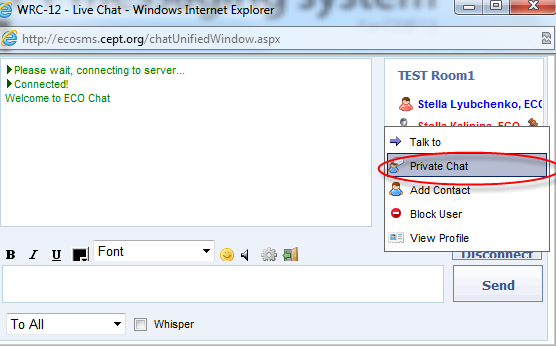 WRC-12 - Live Chat - Windows Internet Explorer
http://ecosms.cept.org/chatUnifiedWindow.aspx
Please wait, connecting to server...
Connected!
Welcome to ECO Chat
TEST Room1
Stella Lyubchenko, ECO
Stella Kalinina, ECO
Talk to
Private Chat
Add Contact
Block User
View Profile
Disconnect
B I U Font
Send
To All Whisper